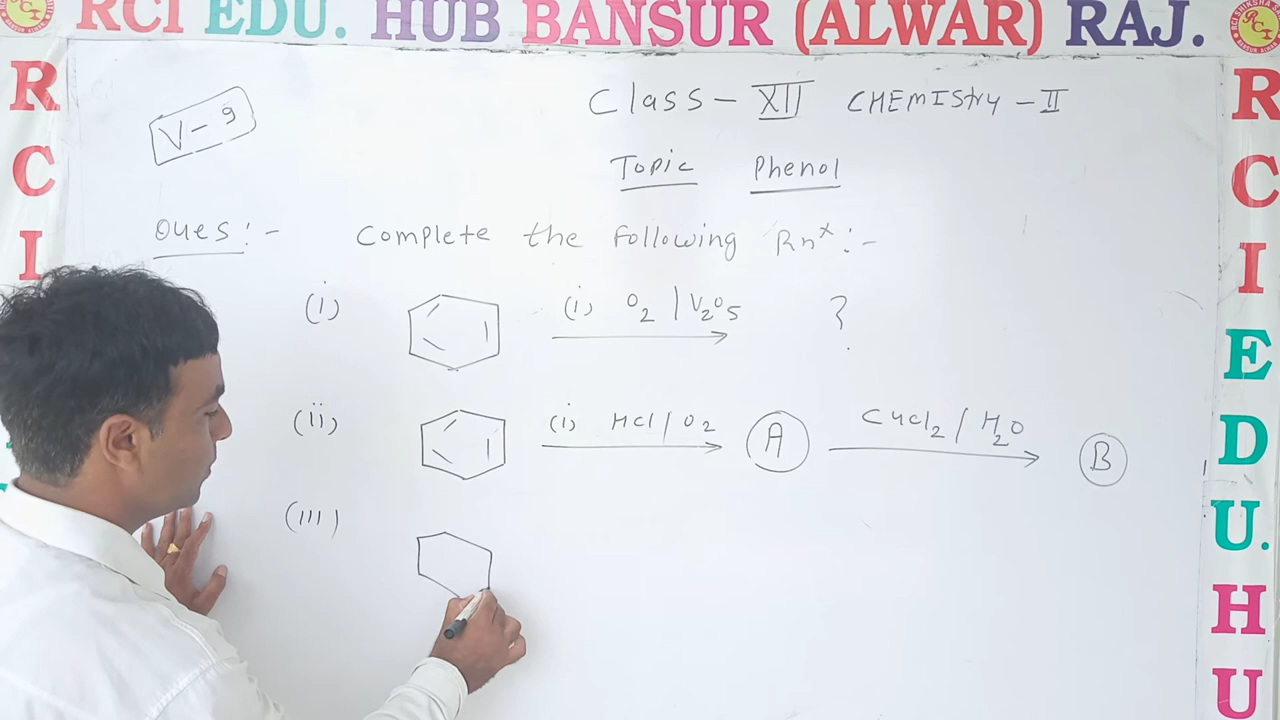 RCI EDU. HUB BANSUR (ALWAR) RAJ.
R
C
I
R
C
I
E
D
U.
H
U
V-9
Class - XII CHEMIStry - II
Topic Phenol
Ques:- Complete the following Rnˣ:-
(i) (i) O₂ / V₂O₅ ?
(ii) (i) HCl / O₂ A CuCl₂ / H₂O B
(iii)